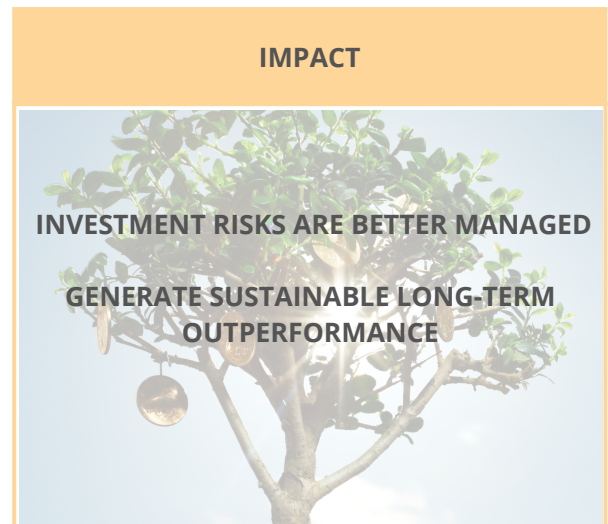 IMPACT
INVESTMENT RISKS ARE BETTER MANAGED
GENERATE SUSTAINABLE LONG-TERM
OUTPERFORMANCE